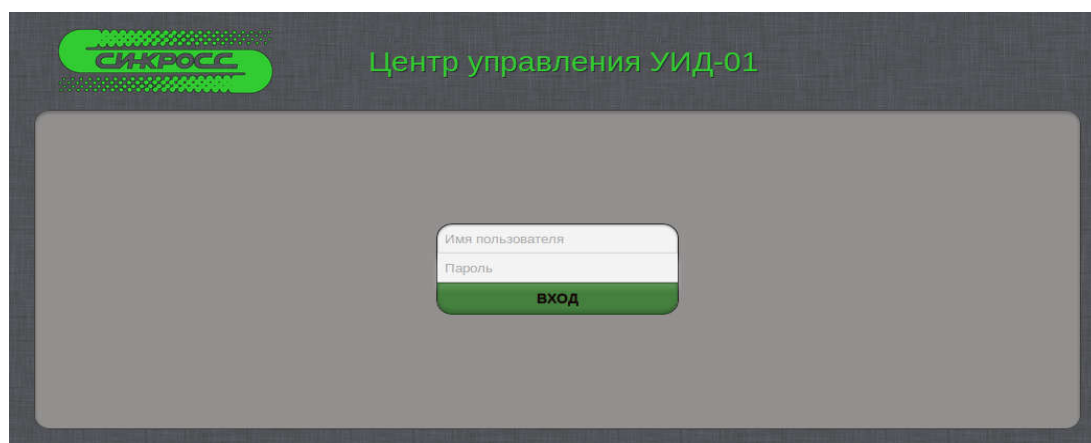 СИНКРОСС
Центр управления УИД-01
Имя пользователя
Пароль
ВХОД